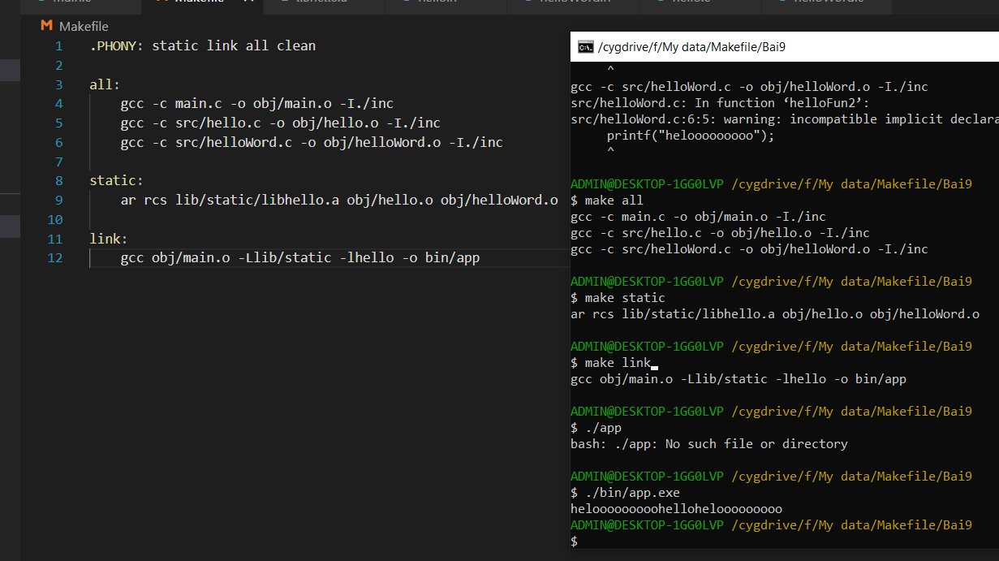 Makefile
1 .PHONY: static link all clean
2
3 all:
4 gcc -c main.c -o obj/main.o -I./inc
5 gcc -c src/hello.c -o obj/hello.o -I./inc
6 gcc -c src/helloWord.c -o obj/helloWord.o -I./inc
7
8 static:
9 ar rcs lib/static/libhello.a obj/hello.o obj/helloWord.o
10
11 link:
12 gcc obj/main.o -Llib/static -lhello -o bin/app
/cygdrive/f/My data/Makefile/Bai9
^
gcc -c src/helloWord.c -o obj/helloWord.o -I./inc
src/helloWord.c: In function ‘helloFun2’:
src/helloWord.c:6:5: warning: incompatible implicit declara
printf("helooooooooo");
^
ADMIN@DESKTOP-1GG0LVP /cygdrive/f/My data/Makefile/Bai9
$ make all
gcc -c main.c -o obj/main.o -I./inc
gcc -c src/hello.c -o obj/hello.o -I./inc
gcc -c src/helloWord.c -o obj/helloWord.o -I./inc
ADMIN@DESKTOP-1GG0LVP /cygdrive/f/My data/Makefile/Bai9
$ make static
ar rcs lib/static/libhello.a obj/hello.o obj/helloWord.o
ADMIN@DESKTOP-1GG0LVP /cygdrive/f/My data/Makefile/Bai9
$ make link
gcc obj/main.o -Llib/static -lhello -o bin/app
ADMIN@DESKTOP-1GG0LVP /cygdrive/f/My data/Makefile/Bai9
$ ./app
bash: ./app: No such file or directory
ADMIN@DESKTOP-1GG0LVP /cygdrive/f/My data/Makefile/Bai9
$ ./bin/app.exe
helooooooooohellohelooooooooo
ADMIN@DESKTOP-1GG0LVP /cygdrive/f/My data/Makefile/Bai9
$